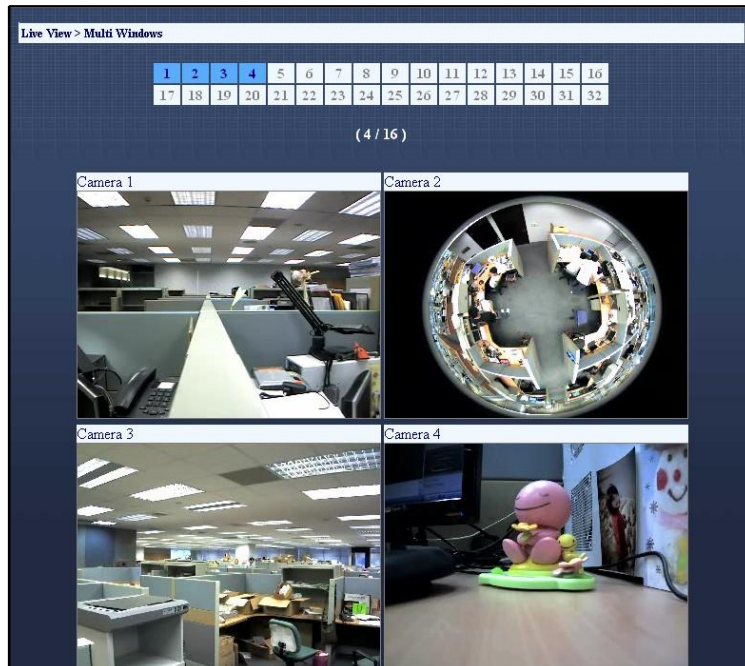 Live View > Multi Windows
1 2 3 4 5 6 7 8 9 10 11 12 13 14 15 16
17 18 19 20 21 22 23 24 25 26 27 28 29 30 31 32
( 4 / 16 )
Camera 1
Camera 2
Camera 3
Camera 4